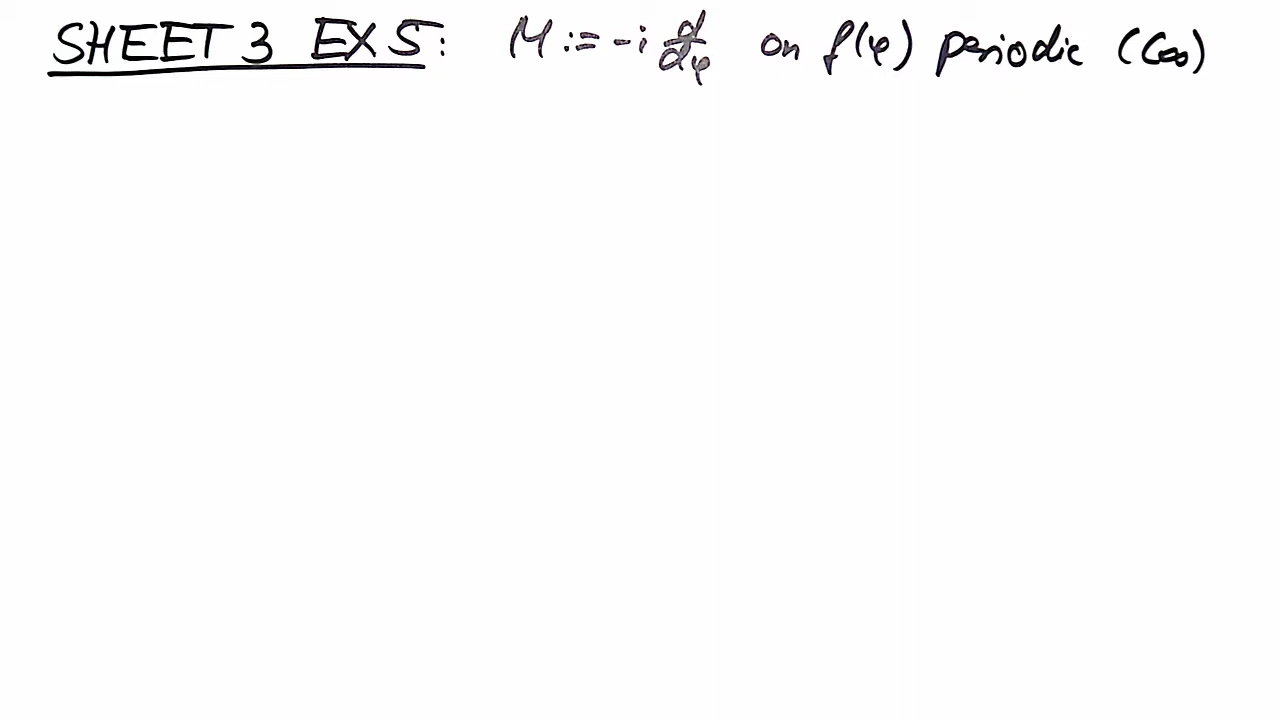 SHEET 3 EX 5: M := -i d/dφ on f(φ) periodic (C∞)